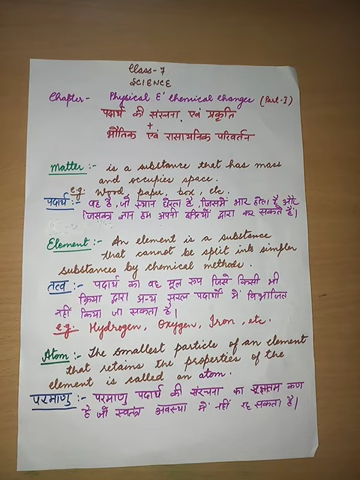 Class-7
SCIENCE
Chapter- Physical & Chemical Changes (Part-I)
पदार्थ की संरचना एवं प्रकृति
+
भौतिक एवं रासायनिक परिवर्तन
Matter:- is a substance that has mass
and occupies space.
eg. Wood, paper, box, etc.
पदार्थ:- वह है, जो स्थान घेरता है, जिसमें भार होता है और
जिसका ज्ञान हम अपनी इन्द्रियों द्वारा कर सकते हैं।
Element:- An element is a substance
that cannot be split into simpler
substances by chemical methods.
तत्व:- पदार्थ का वह मूल रूप जिसे किसी भी
क्रिया द्वारा अन्य सरल पदार्थों में विभाजित
नहीं किया जा सकता है।
eg. Hydrogen, Oxygen, Iron, etc.
Atom:- The smallest particle of an element
that retains the properties of the
element is called an atom.
परमाणु:- परमाणु पदार्थ की संरचना का सूक्ष्मतम कण
है जो स्वतंत्र अवस्था में नहीं रह सकता है।